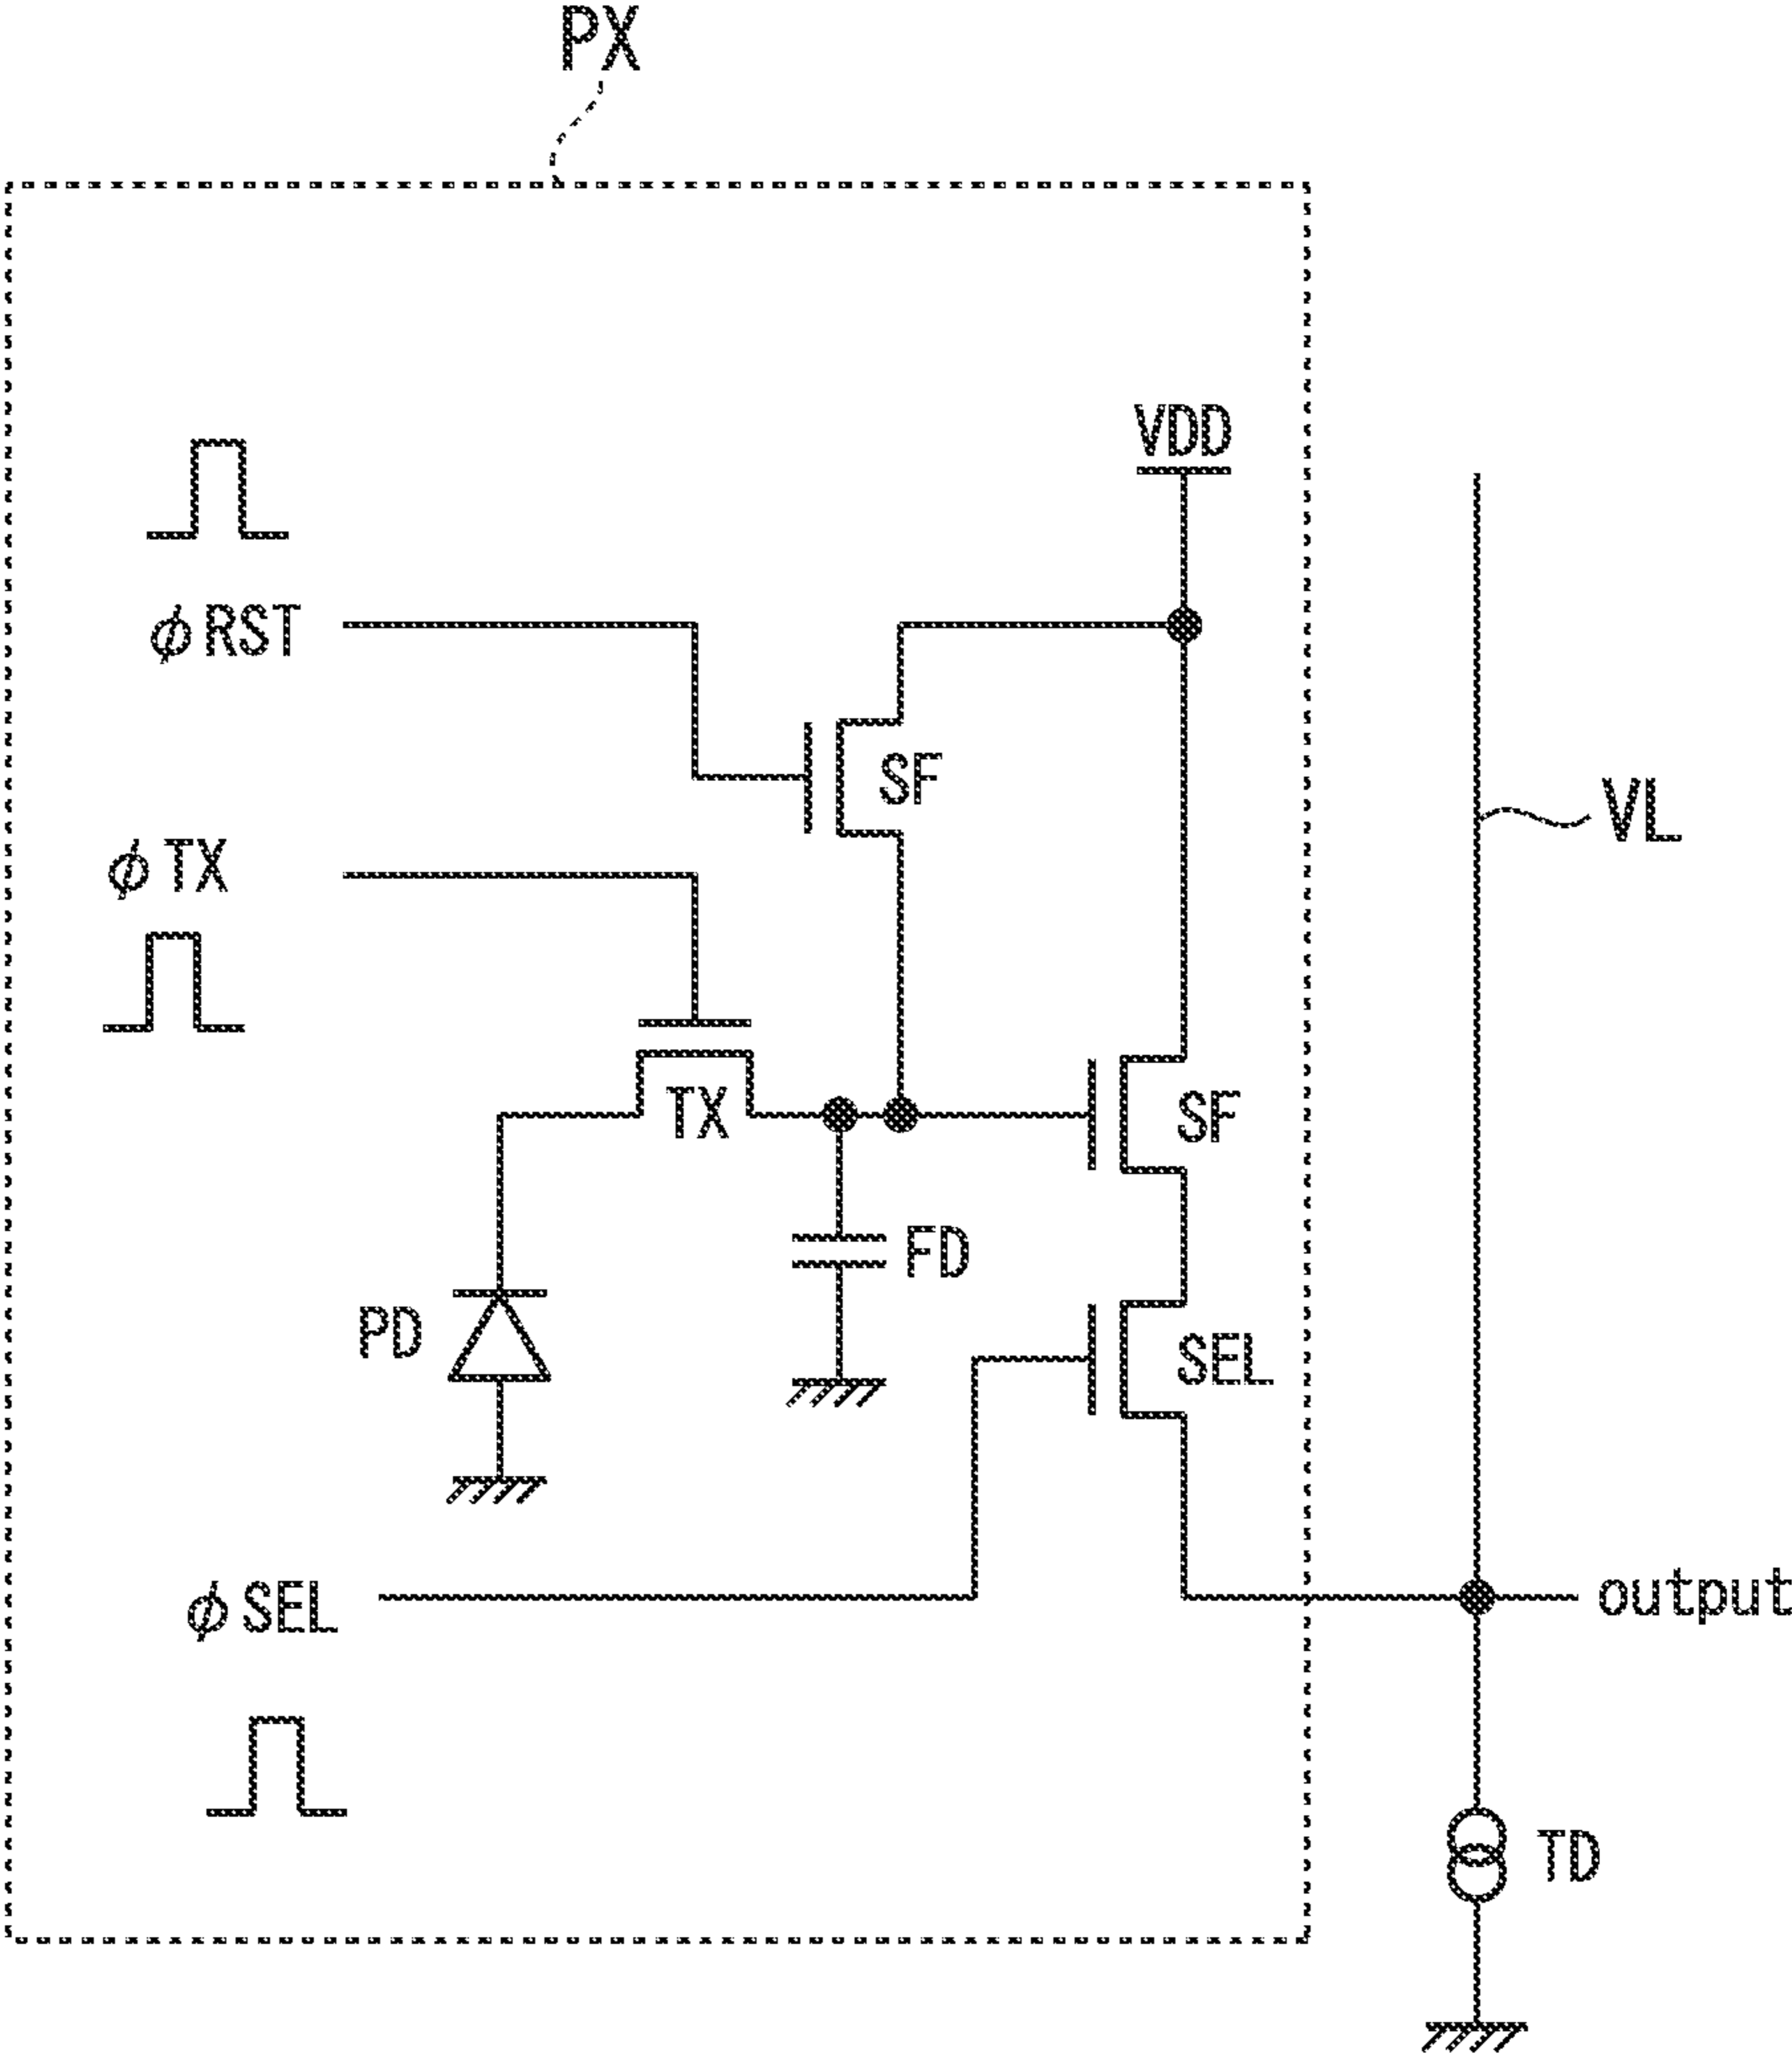 PX
VDD
φRST
SF
VL
φTX
TX
SF
FD
PD
SEL
φSEL
output
TD